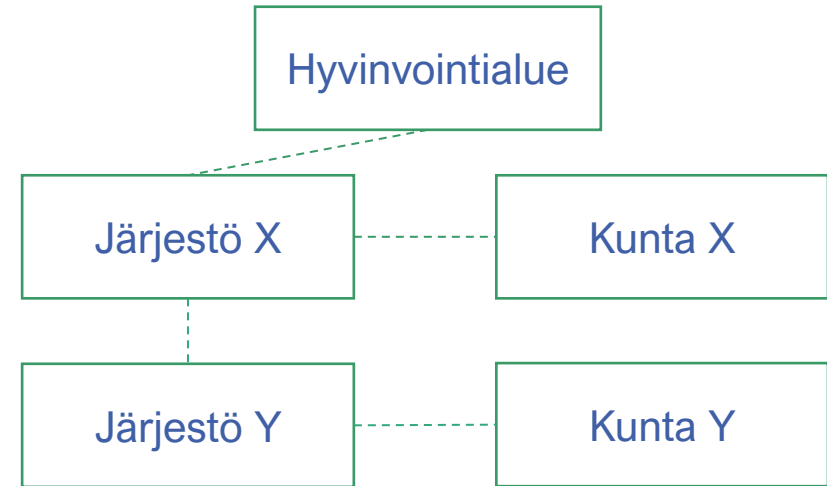 Hyvinvointialue
Järjestö X
Kunta X
Järjestö Y
Kunta Y